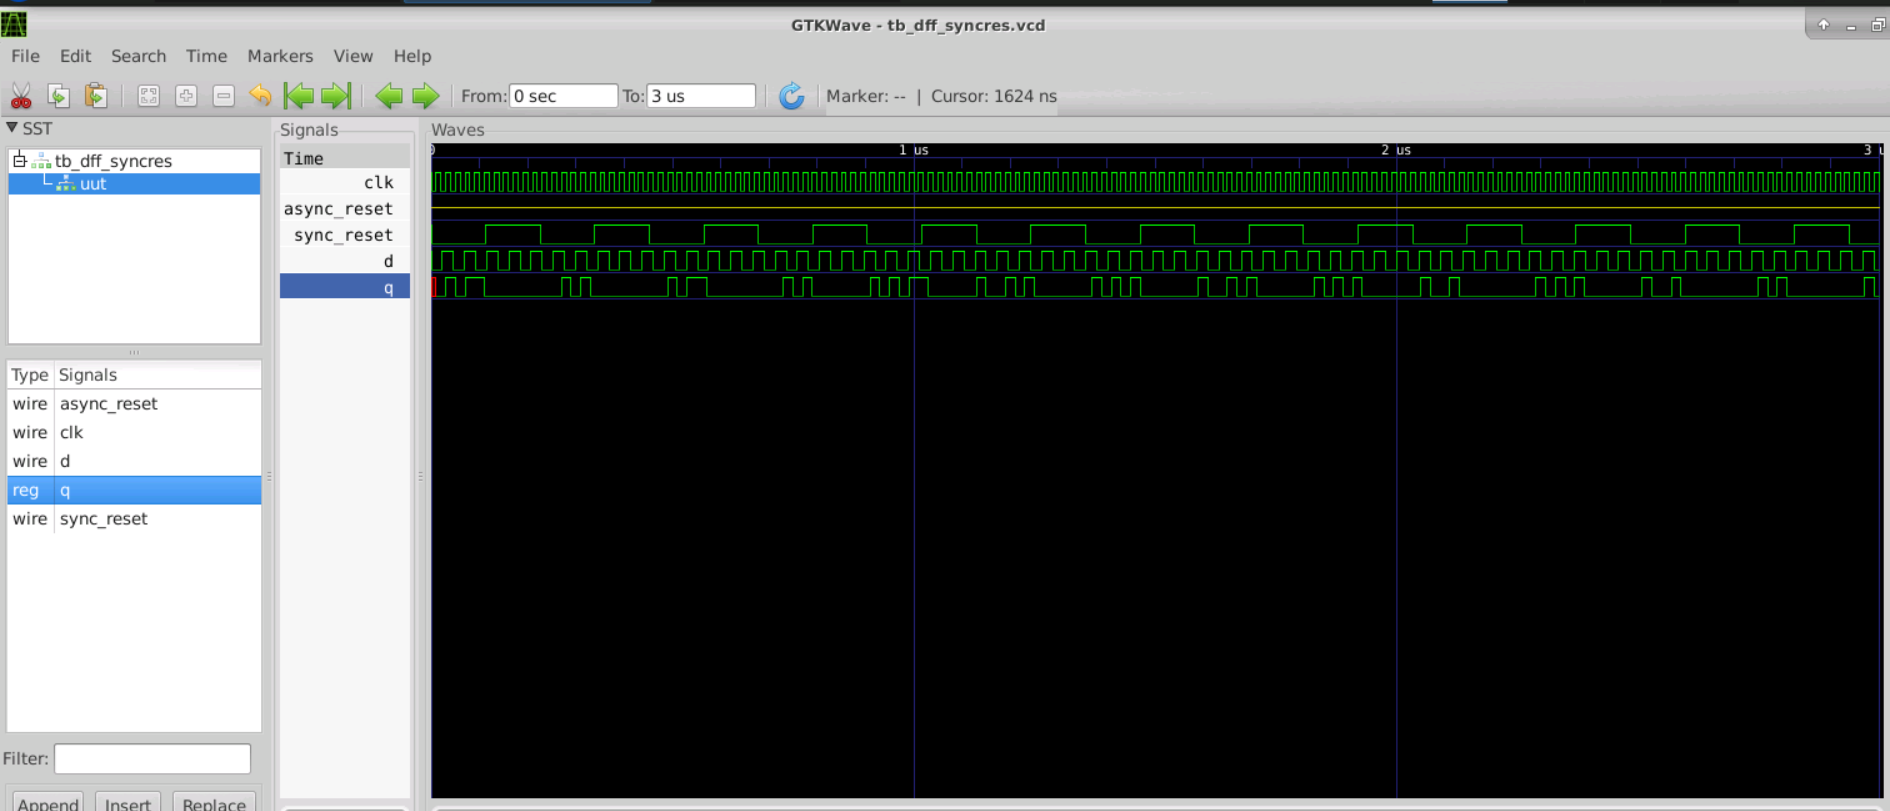 GTKWave - tb_dff_syncres.vcd
File Edit Search Time Markers View Help
From: 0 sec To: 3 us Marker: -- | Cursor: 1624 ns
SST
tb_dff_syncres
uut
Type Signals
wire async_reset
wire clk
wire d
reg q
wire sync_reset
Filter:
Append Insert Replace
Signals
Time
clk
async_reset
sync_reset
d
q
Waves
0 1 us 2 us 3 u